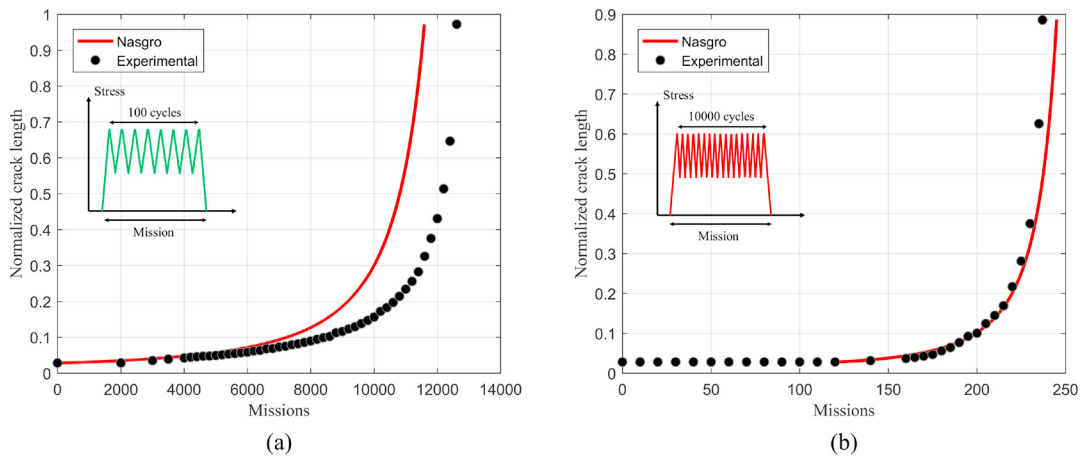 Normalized crack length
1
0.9
0.8
0.7
0.6
0.5
0.4
0.3
0.2
0.1
0
Nasgro
Experimental
Stress
100 cycles
Mission
0 2000 4000 6000 8000 10000 12000 14000
Missions
(a)
Normalized crack length
0.9
0.8
0.7
0.6
0.5
0.4
0.3
0.2
0.1
0
Nasgro
Experimental
Stress
10000 cycles
Mission
0 50 100 150 200 250
Missions
(b)